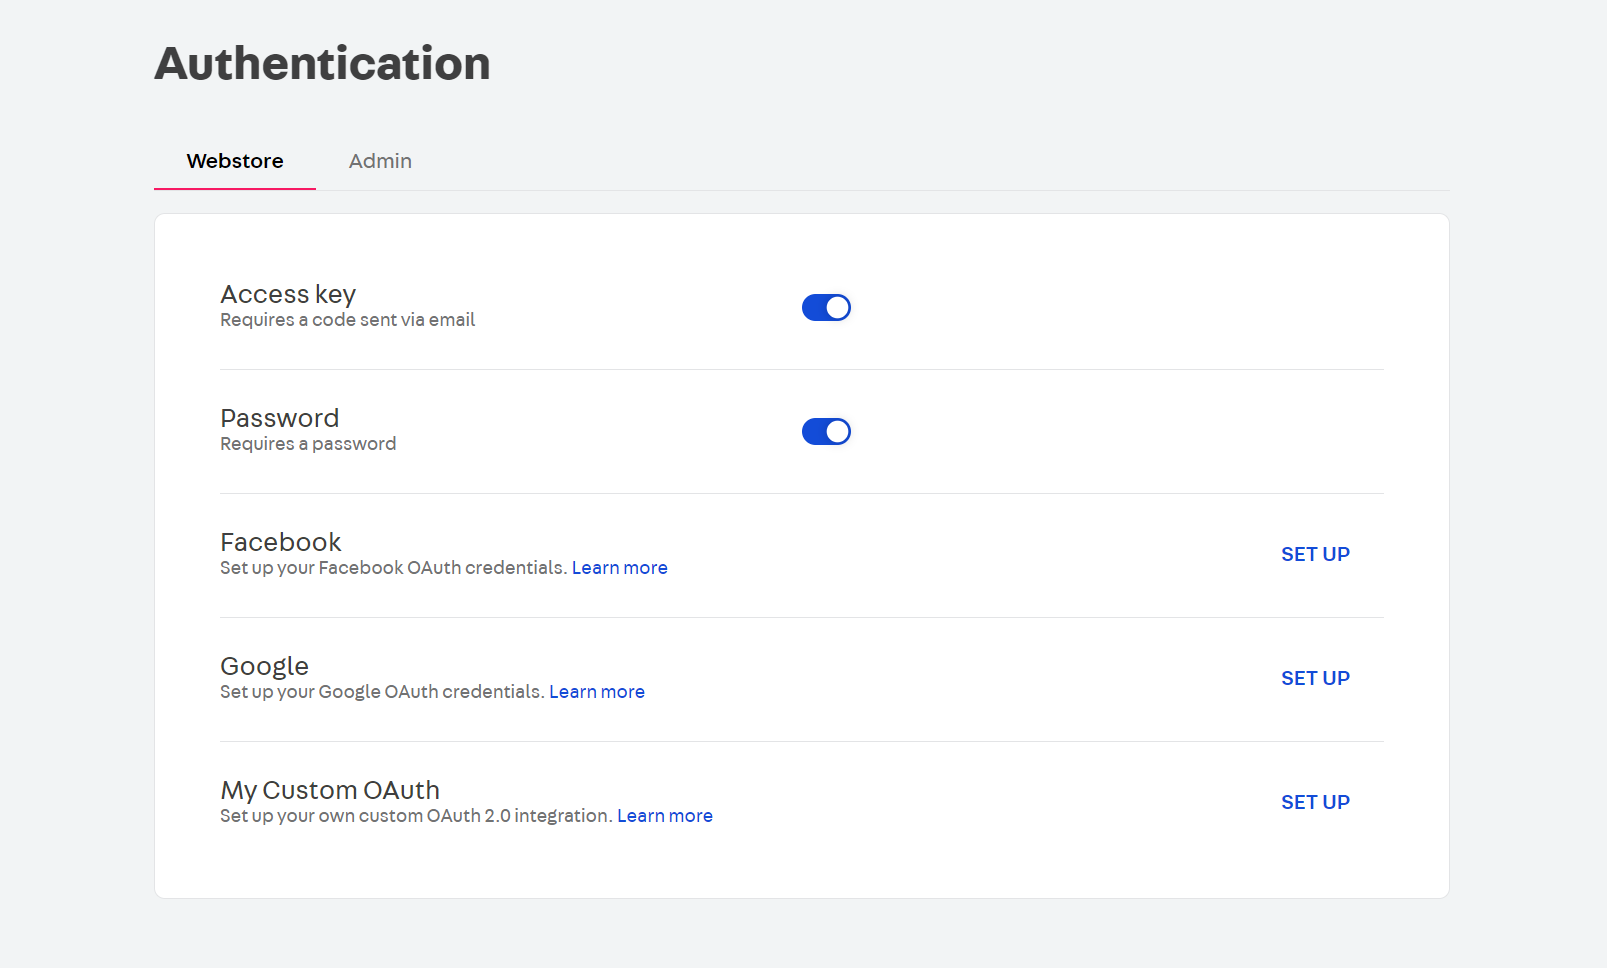 Authentication
Webstore
Admin
Access key
Requires a code sent via email
Password
Requires a password
Facebook
Set up your Facebook OAuth credentials. Learn more
SET UP
Google
Set up your Google OAuth credentials. Learn more
SET UP
My Custom OAuth
Set up your own custom OAuth 2.0 integration. Learn more
SET UP